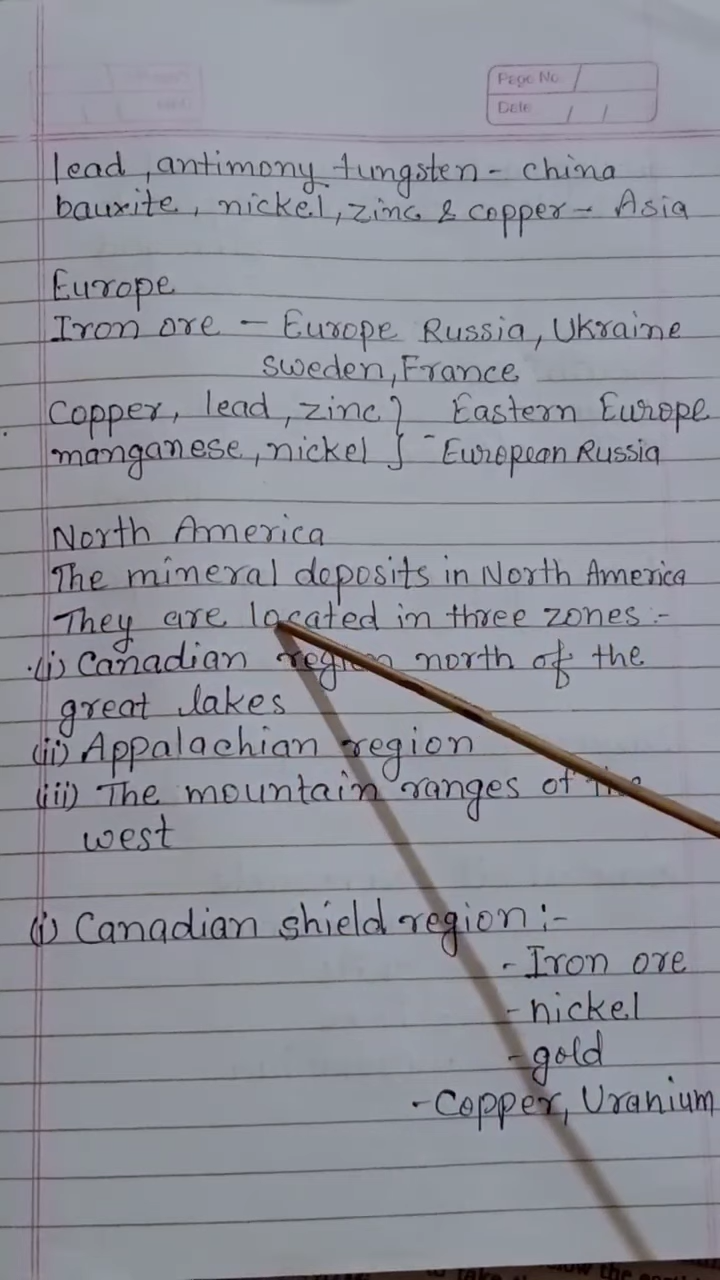 Page No.
Date / /
lead, antimony tungsten - china
bauxite, nickel, zinc & copper - Asia
Europe
Iron ore - Europe Russia, Ukraine
Sweden, France
Copper, lead, zinc } Eastern Europe
manganese, nickel } - European Russia
North America
The mineral deposits in North America
They are located in three zones :-
(i) Canadian region north of the
great lakes
(ii) Appalachian region
(iii) The mountain ranges of the
west
(i) Canadian shield region :-
- Iron ore
- nickel
- gold
- Copper, Uranium